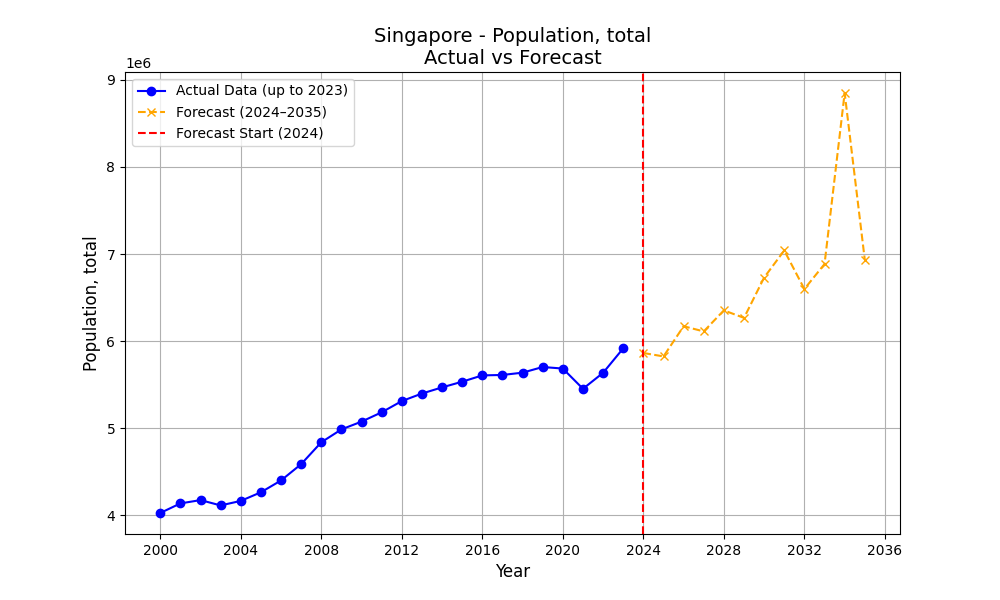 Singapore - Population, total
Actual vs Forecast
1e6
Actual Data (up to 2023)
Forecast (2024–2035)
Forecast Start (2024)
9
8
7
6
5
4
Population, total
2000 2004 2008 2012 2016 2020 2024 2028 2032 2036
Year